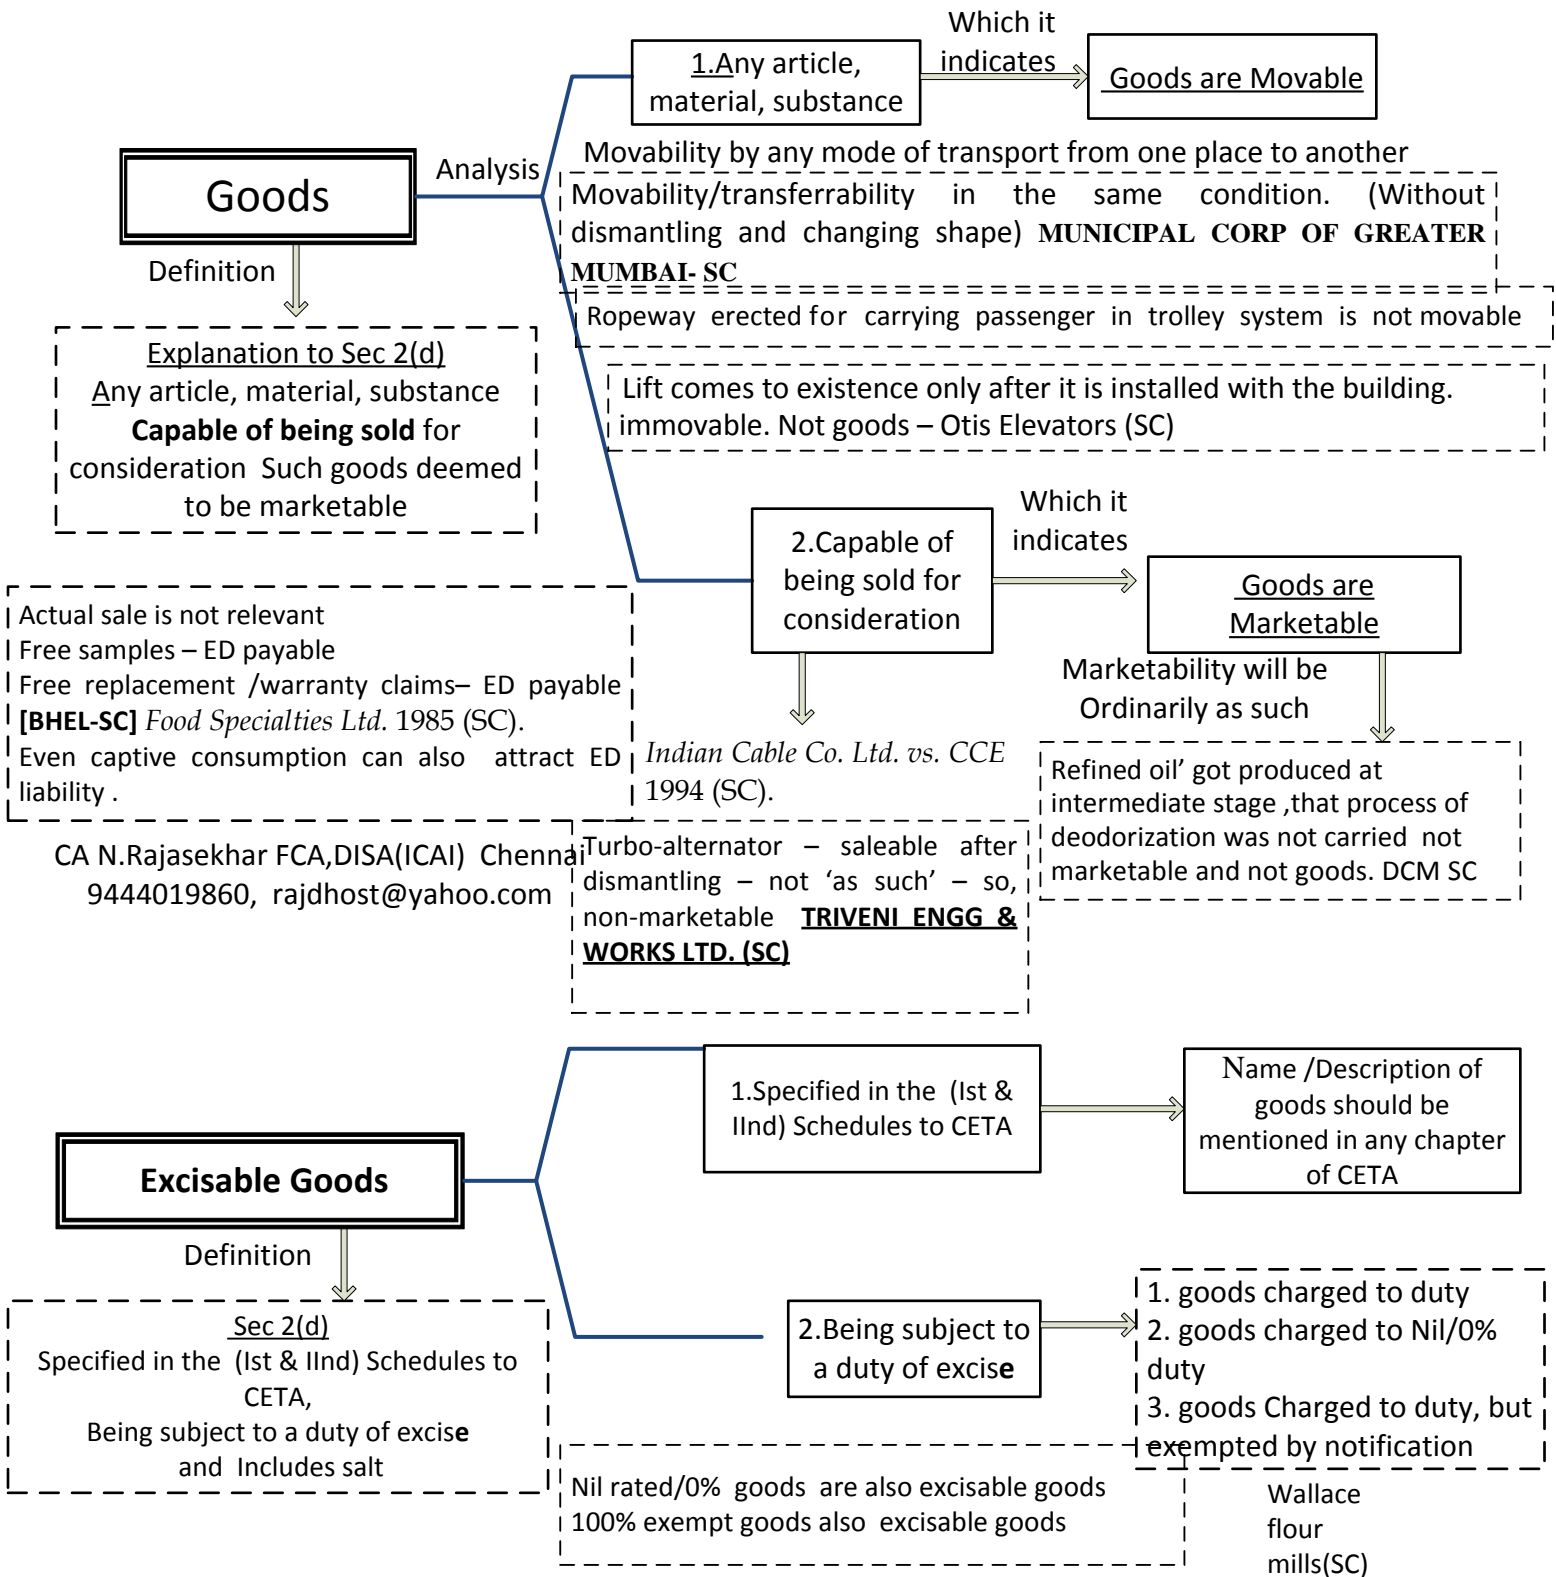 Which it
indicates
1.Any article,
material, substance
Goods are Movable
Goods
Analysis
Movability by any mode of transport from one place to another
Movability/transferrability in the same condition. (Without
dismantling and changing shape) MUNICIPAL CORP OF GREATER
MUMBAI- SC
Ropeway erected for carrying passenger in trolley system is not movable
Lift comes to existence only after it is installed with the building.
immovable. Not goods – Otis Elevators (SC)
Definition
Explanation to Sec 2(d)
Any article, material, substance
Capable of being sold for
consideration Such goods deemed
to be marketable
2.Capable of
being sold for
consideration
Which it
indicates
Goods are
Marketable
Marketability will be
Ordinarily as such
Actual sale is not relevant
Free samples – ED payable
Free replacement /warranty claims– ED payable
[BHEL-SC] Food Specialties Ltd. 1985 (SC).
Even captive consumption can also attract ED
liability .
Indian Cable Co. Ltd. vs. CCE
1994 (SC).
Refined oil’ got produced at
intermediate stage ,that process of
deodorization was not carried not
marketable and not goods. DCM SC
CA N.Rajasekhar FCA,DISA(ICAI) Chennai
9444019860, rajdhost@yahoo.com
Turbo-alternator – saleable after
dismantling – not ‘as such’ – so,
non-marketable TRIVENI ENGG &
WORKS LTD. (SC)
1.Specified in the (Ist &
IInd) Schedules to CETA
Name /Description of
goods should be
mentioned in any chapter
of CETA
Excisable Goods
Definition
Sec 2(d)
Specified in the (Ist & IInd) Schedules to
CETA,
Being subject to a duty of excise
and Includes salt
2.Being subject to
a duty of excise
1. goods charged to duty
2. goods charged to Nil/0%
duty
3. goods Charged to duty, but
exempted by notification
Nil rated/0% goods are also excisable goods
100% exempt goods also excisable goods
Wallace
flour
mills(SC)